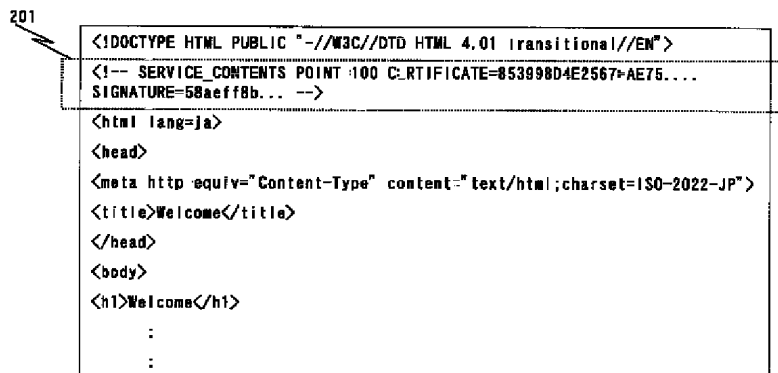 201
<!DOCTYPE HTML PUBLIC "-//W3C//DTD HTML 4.01 Transitional//EN">
<!-- SERVICE_CONTENTS POINT=100 CERTIFICATE=853998D4E2567FAE75....
SIGNATURE=58aeff8b... -->
<html lang=ja>
<head>
<meta http-equiv="Content-Type" content="text/html;charset=ISO-2022-JP">
<title>Welcome</title>
</head>
<body>
<h1>Welcome</h1>
:
: